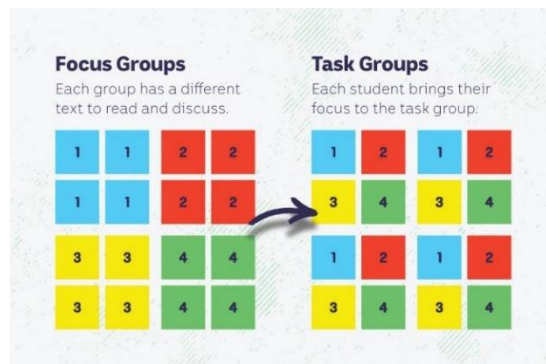 Focus Groups
Each group has a different
text to read and discuss.
1 1 2 2
1 1 2 2
3 3 4 4
3 3 4 4
Task Groups
Each student brings their
focus to the task group.
1 2 1 2
3 4 3 4
1 2 1 2
3 4 3 4